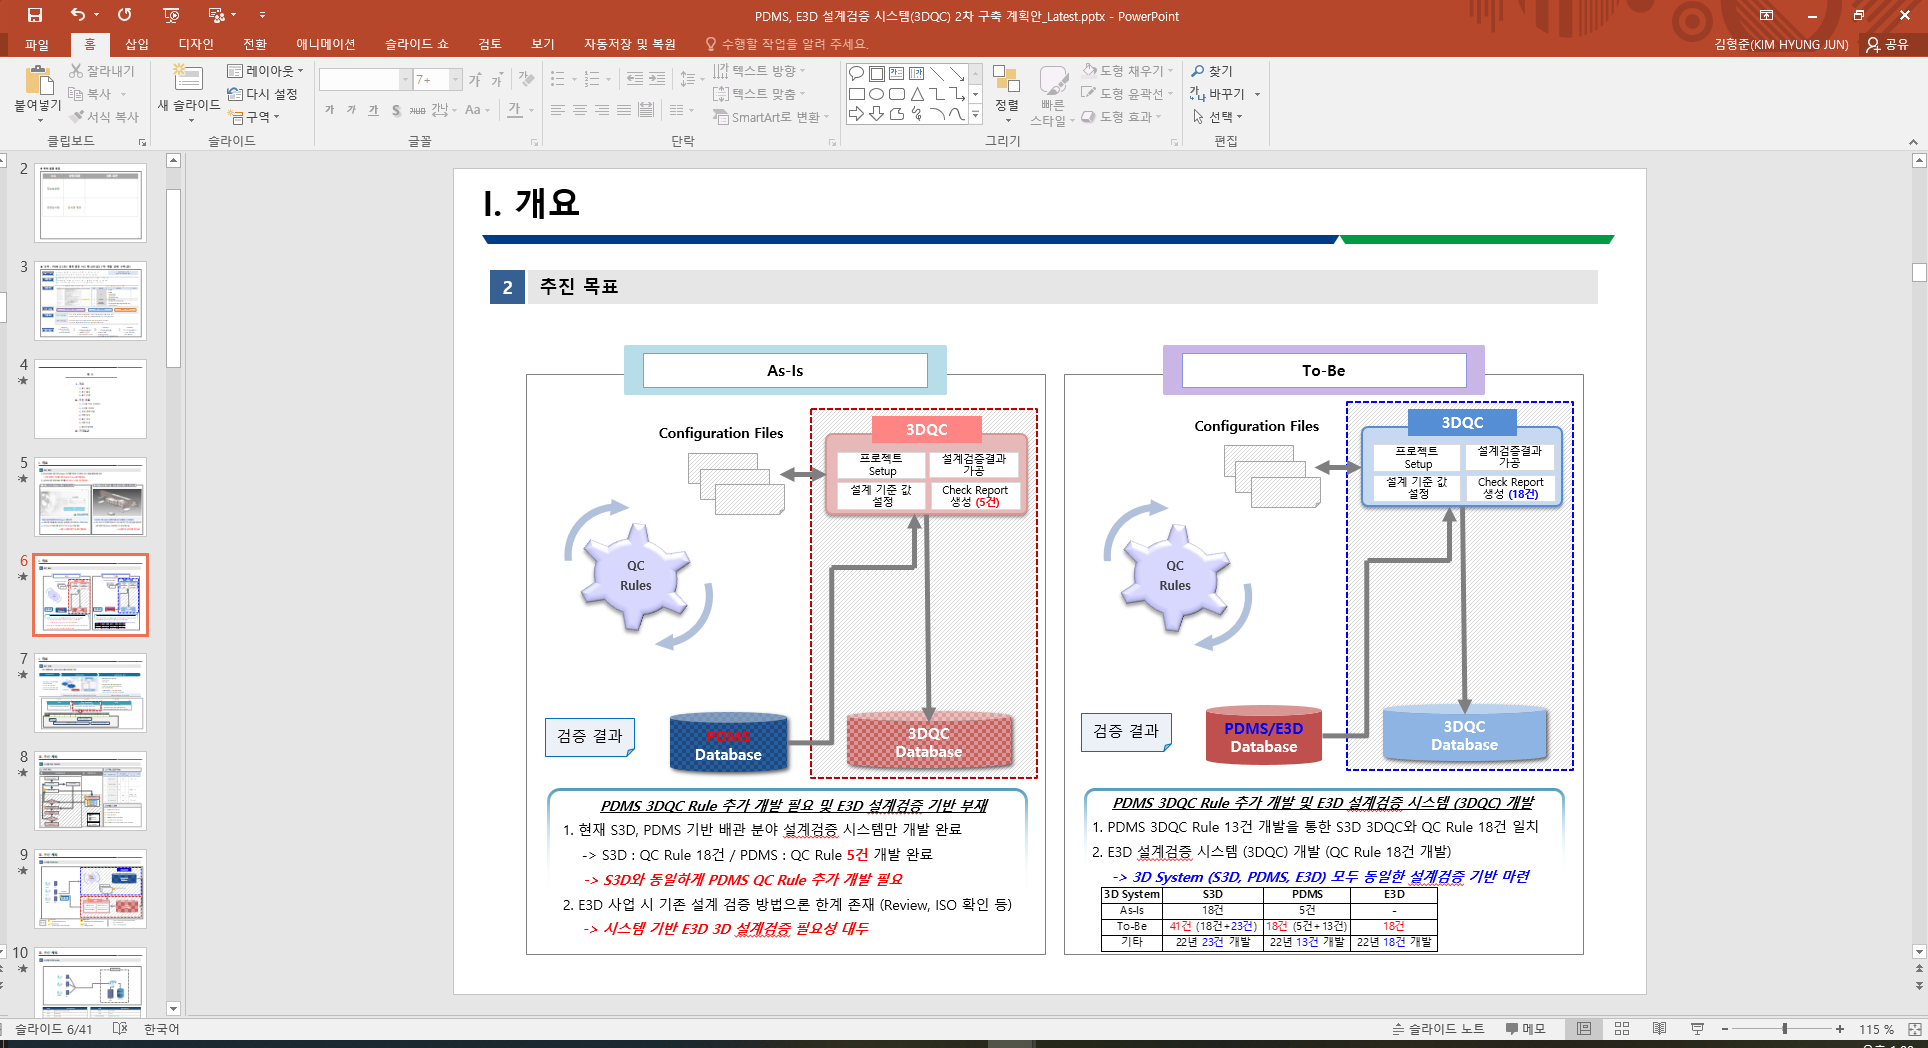 PDMS, E3D 설계검증 시스템(3DQC) 2차 구축 계획안_Latest.pptx - PowerPoint
파일 홈 삽입 디자인 전환 애니메이션 슬라이드 쇼 검토 보기 자동저장 및 복원 수행할 작업을 알려 주세요.
김형준(KIM HYUNG JUN) 공유
붙여넣기
잘라내기
복사
서식 복사
클립보드
새 슬라이드
레이아웃
다시 설정
구역
슬라이드
7+
가 가 가 S 가나 Aa 가
글꼴
텍스트 방향
텍스트 맞춤
SmartArt로 변환
단락
정렬
빠른
스타일
도형 채우기
도형 윤곽선
도형 효과
그리기
찾기
바꾸기
선택
편집
2
3
4
5
6
7
8
9
10
I. 개요
2 추진 목표
As-Is
Configuration Files
3DQC
프로젝트
Setup
설계검증결과
가공
설계 기준 값
설정
Check Report
생성 (5건)
QC
Rules
검증 결과
PDMS
Database
3DQC
Database
PDMS 3DQC Rule 추가 개발 필요 및 E3D 설계검증 기반 부재
1. 현재 S3D, PDMS 기반 배관 분야 설계검증 시스템만 개발 완료
-> S3D : QC Rule 18건 / PDMS : QC Rule 5건 개발 완료
-> S3D와 동일하게 PDMS QC Rule 추가 개발 필요
2. E3D 사업 시 기존 설계 검증 방법으론 한계 존재 (Review, ISO 확인 등)
-> 시스템 기반 E3D 3D 설계검증 필요성 대두
To-Be
Configuration Files
3DQC
프로젝트
Setup
설계검증결과
가공
설계 기준 값
설정
Check Report
생성 (18건)
QC
Rules
검증 결과
PDMS/E3D
Database
3DQC
Database
PDMS 3DQC Rule 추가 개발 및 E3D 설계검증 시스템 (3DQC) 개발
1. PDMS 3DQC Rule 13건 개발을 통한 S3D 3DQC와 QC Rule 18건 일치
2. E3D 설계검증 시스템 (3DQC) 개발 (QC Rule 18건 개발)
-> 3D System (S3D, PDMS, E3D) 모두 동일한 설계검증 기반 마련
3D System S3D PDMS E3D
As-Is 18건 5건 -
To-Be 41건 (18건+23건) 18건 (5건+13건) 18건
기타 22년 23건 개발 22년 13건 개발 22년 18건 개발
슬라이드 6/41 한국어
슬라이드 노트 메모 115 %